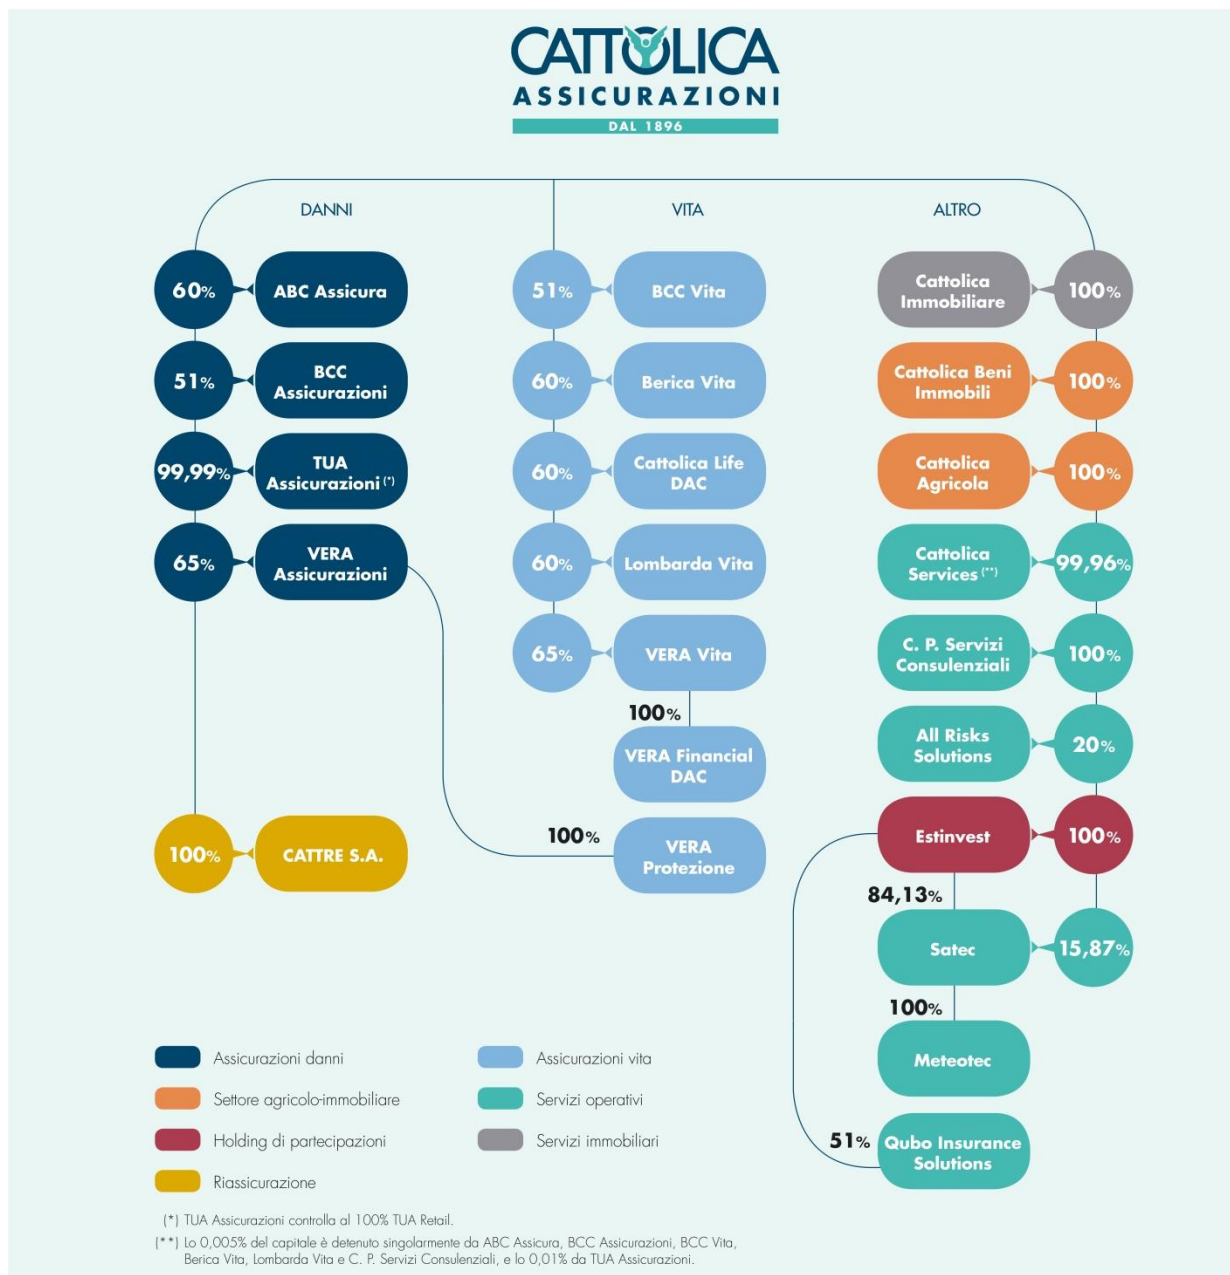 CATTOLICA
ASSICURAZIONI
DAL 1896
DANNI
60%
ABC Assicura
51%
BCC
Assicurazioni
99,99%
TUA
Assicurazioni (*)
65%
VERA
Assicurazioni
100%
CATTRE S.A.
VITA
51%
BCC Vita
60%
Berica Vita
60%
Cattolica Life
DAC
60%
Lombarda Vita
65%
VERA Vita
100%
VERA Financial
DAC
100%
VERA
Protezione
ALTRO
Cattolica
Immobiliare
100%
Cattolica Beni
Immobili
100%
Cattolica
Agricola
100%
Cattolica
Services (**)
99,96%
C. P. Servizi
Consulenziali
100%
All Risks
Solutions
20%
Estinvest
100%
84,13%
Satec
15,87%
100%
Meteotec
51%
Qubo Insurance
Solutions
Assicurazioni danni
Settore agricolo-immobiliare
Holding di partecipazioni
Riassicurazione
Assicurazioni vita
Servizi operativi
Servizi immobiliari
(*) TUA Assicurazioni controlla al 100% TUA Retail.
(**) Lo 0,005% del capitale è detenuto singolarmente da ABC Assicura, BCC Assicurazioni, BCC Vita,
Berica Vita, Lombarda Vita e C. P. Servizi Consulenziali, e lo 0,01% da TUA Assicurazioni.